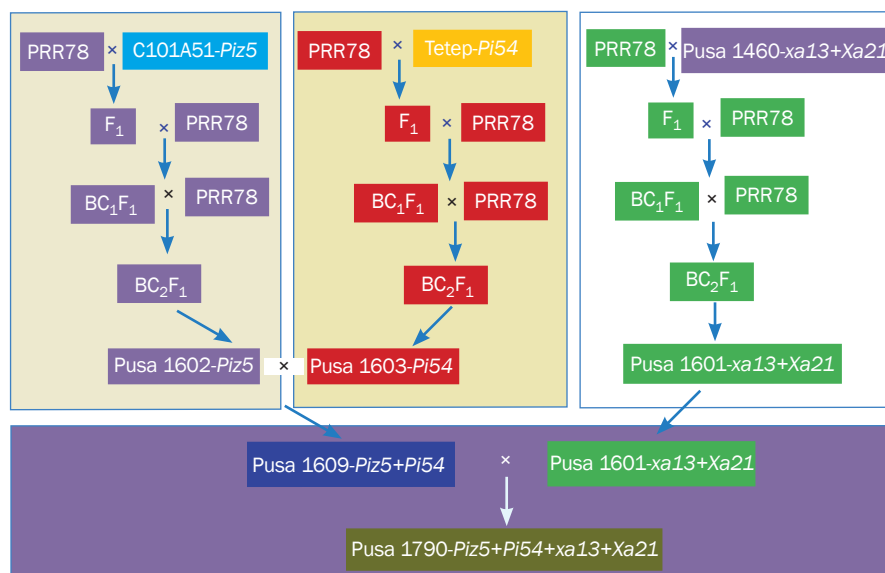 PRR78 × C101A51-Piz5
F₁ × PRR78
BC₁F₁ × PRR78
BC₂F₁
Pusa 1602-Piz5
×
PRR78 × Tetep-Pi54
F₁ × PRR78
BC₁F₁ × PRR78
BC₂F₁
Pusa 1603-Pi54
PRR78 × Pusa 1460-xa13+Xa21
F₁ × PRR78
BC₁F₁ × PRR78
BC₂F₁
Pusa 1601-xa13+Xa21
Pusa 1609-Piz5+Pi54 × Pusa 1601-xa13+Xa21
Pusa 1790-Piz5+Pi54+xa13+Xa21